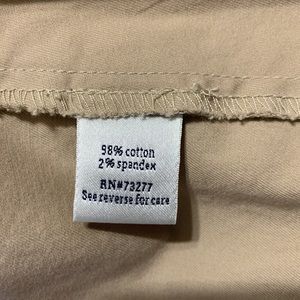 98% cotton
2% spandex
RN#73277
See reverse for care